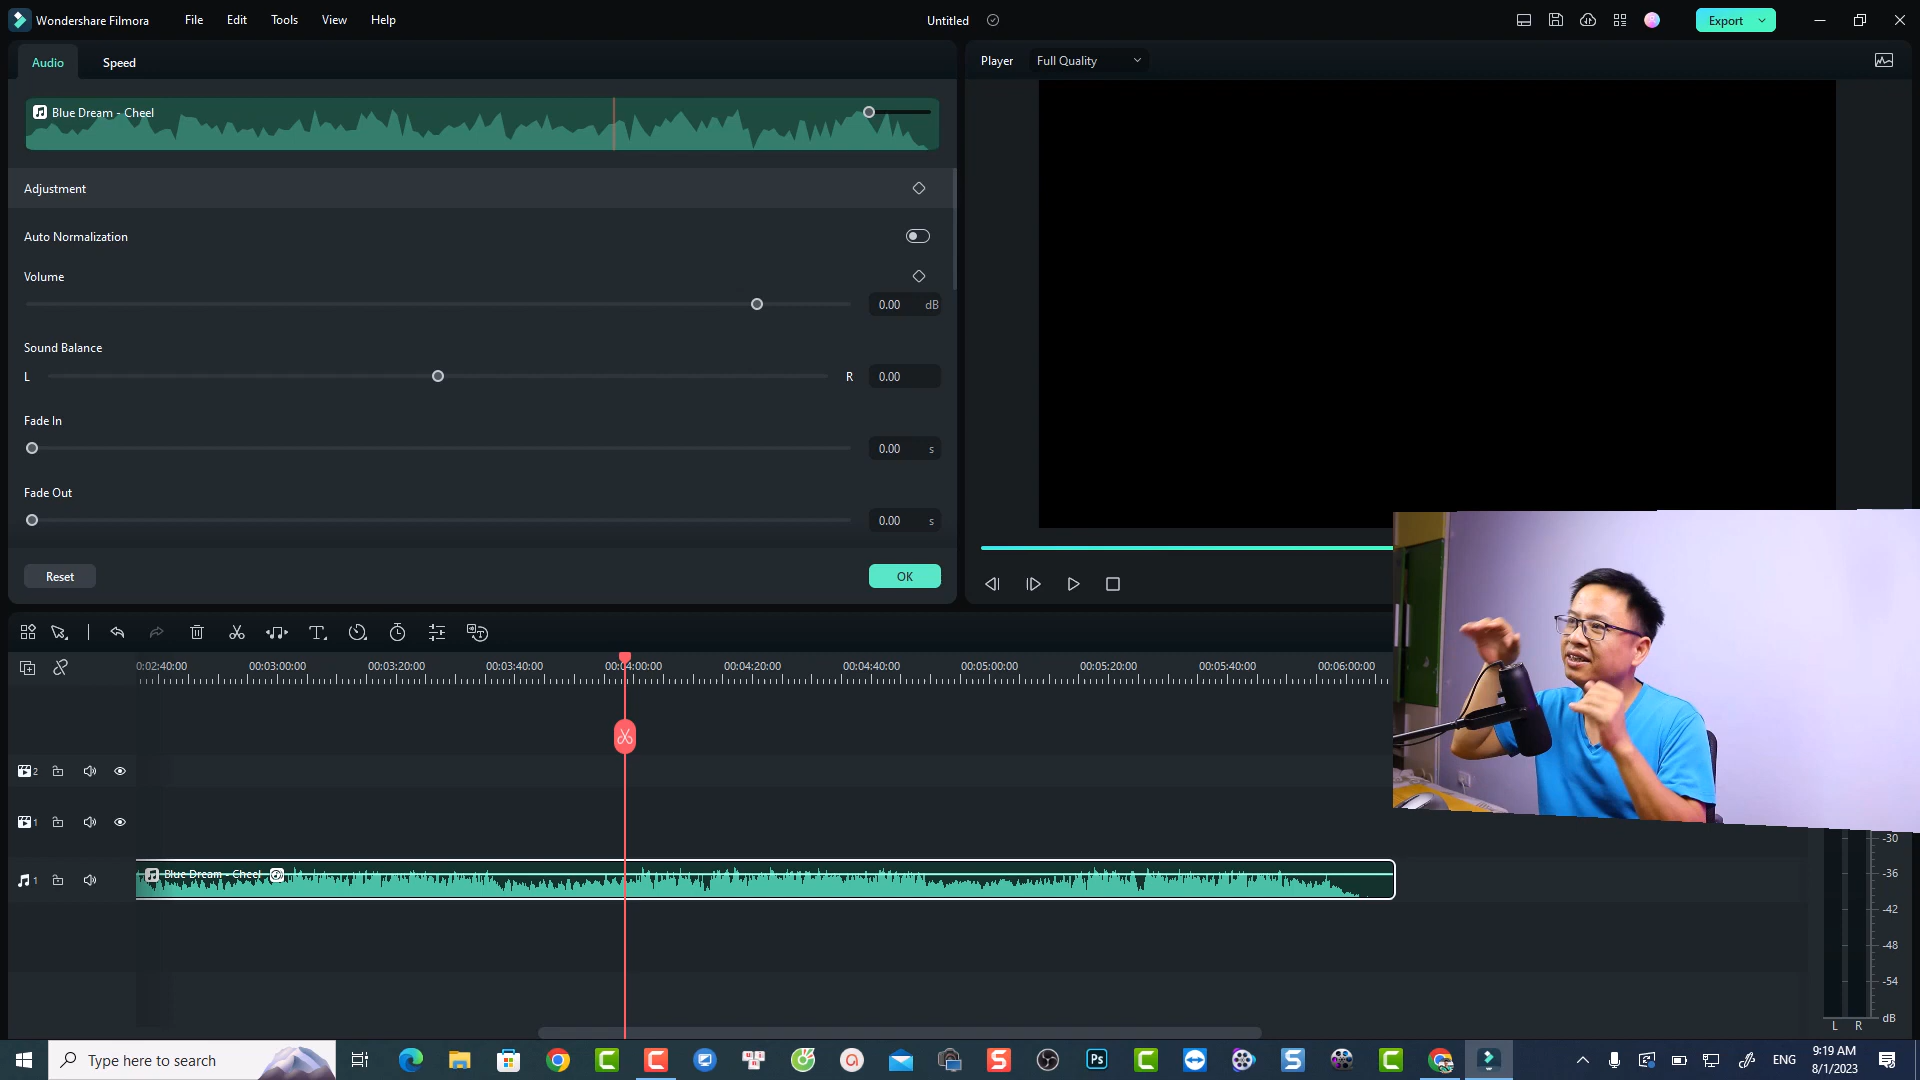 Wondershare Filmora
File
Edit
Tools
View
Help
Untitled
Export
Audio
Speed
Player
Full Quality
Blue Dream - Cheel
Adjustment
Auto Normalization
Volume
0.00 dB
Sound Balance
L
R
0.00
Fade In
0.00 s
Fade Out
0.00 s
Reset
OK
0:02:40:00
00:03:00:00
00:03:20:00
00:03:40:00
00:04:00:00
00:04:20:00
00:04:40:00
00:05:00:00
00:05:20:00
00:05:40:00
00:06:00:00
2
1
Blue Dream - Cheel
1
-30
-36
-42
-48
-54
dB
L R
Type here to search
Ps
ENG
9:19 AM
8/1/2023